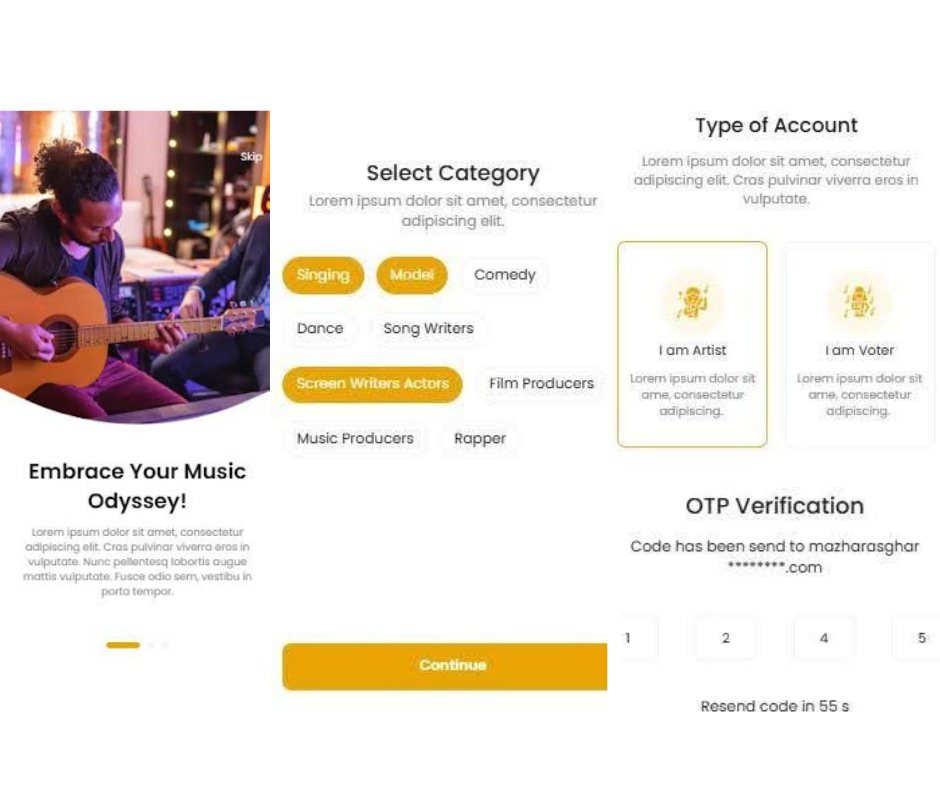 Skip
Embrace Your Music
Odyssey!
Lorem ipsum dolor sit amet, consectetur
adipiscing elit. Cras pulvinar viverra eros in
vulputate. Nunc pellentesq lobortis augue
mattis vulputate. Fusce odio sem, vestibu in
porta tempor.
Select Category
Lorem ipsum dolor sit amet, consectetur
adipiscing elit.
Singing Model Comedy
Dance Song Writers
Screen Writers Actors Film Producers
Music Producers Rapper
Continue
Type of Account
Lorem ipsum dolor sit amet, consectetur
adipiscing elit. Cras pulvinar viverra eros in
vulputate.
I am Artist
Lorem ipsum dolor sit
ame, consectetur
adipiscing.
I am Voter
Lorem ipsum dolor sit
ame, consectetur
adipiscing.
OTP Verification
Code has been send to mazharasghar
********.com
1 2 4 5
Resend code in 55 s